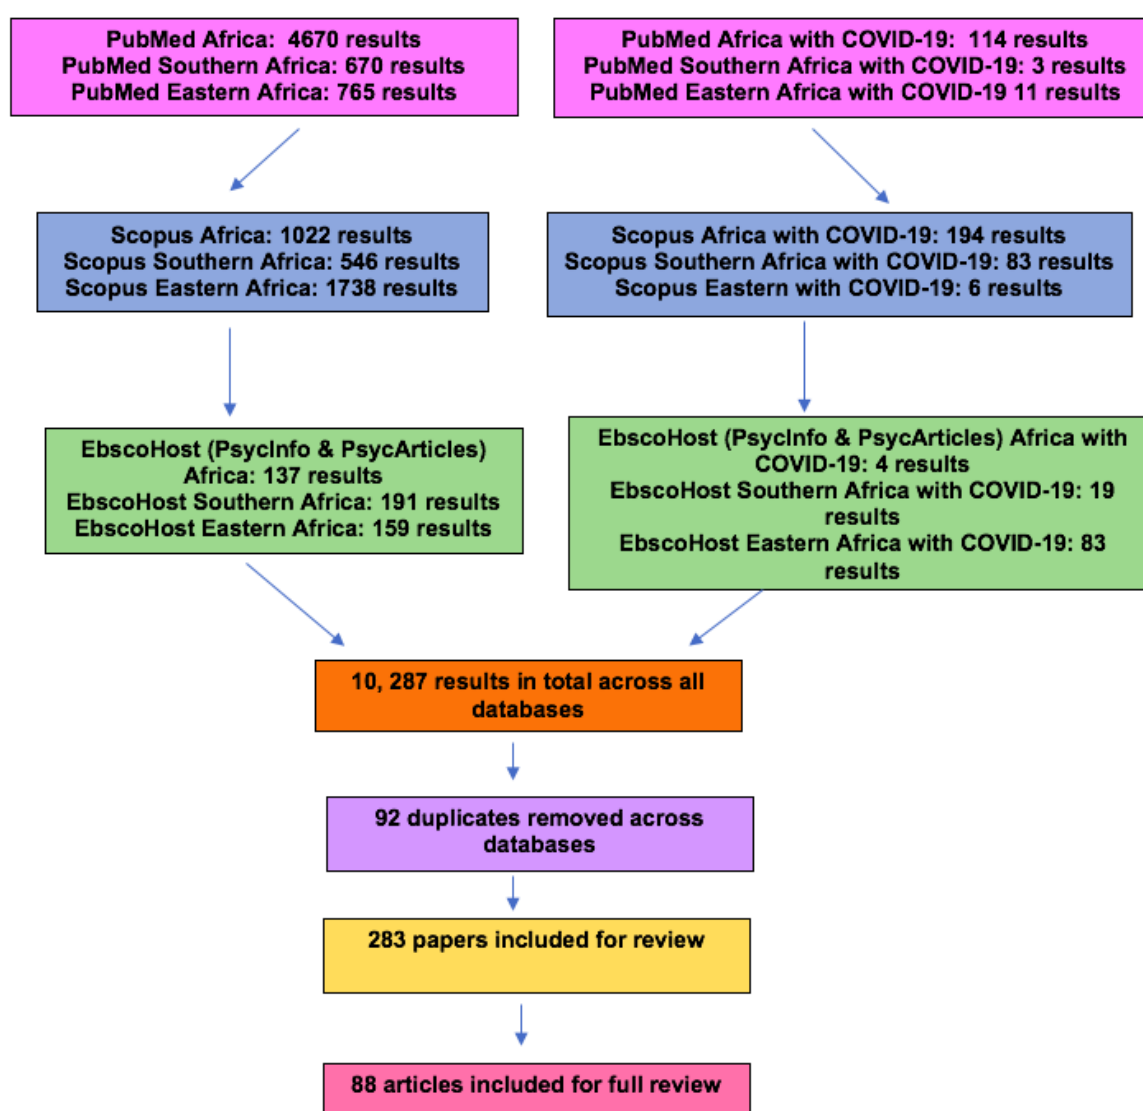 PubMed Africa: 4670 results
PubMed Southern Africa: 670 results
PubMed Eastern Africa: 765 results
PubMed Africa with COVID-19: 114 results
PubMed Southern Africa with COVID-19: 3 results
PubMed Eastern Africa with COVID-19 11 results
Scopus Africa: 1022 results
Scopus Southern Africa: 546 results
Scopus Eastern Africa: 1738 results
Scopus Africa with COVID-19: 194 results
Scopus Southern Africa with COVID-19: 83 results
Scopus Eastern with COVID-19: 6 results
EbscoHost (PsycInfo & PsycArticles)
Africa: 137 results
EbscoHost Southern Africa: 191 results
EbscoHost Eastern Africa: 159 results
EbscoHost (PsycInfo & PsycArticles) Africa with
COVID-19: 4 results
EbscoHost Southern Africa with COVID-19: 19
results
EbscoHost Eastern Africa with COVID-19: 83
results
10, 287 results in total across all
databases
92 duplicates removed across
databases
283 papers included for review
88 articles included for full review